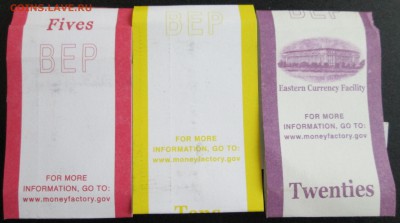 COINS.LAVE.RU
Fives
BEP
FOR MORE
INFORMATION, GO TO:
www.moneyfactory.gov
BEP
FOR MORE
INFORMATION, GO TO:
www.moneyfactory.gov
Tens
Eastern Currency Facility
FOR MORE
INFORMATION, GO TO:
www.moneyfactory.gov
Twenties